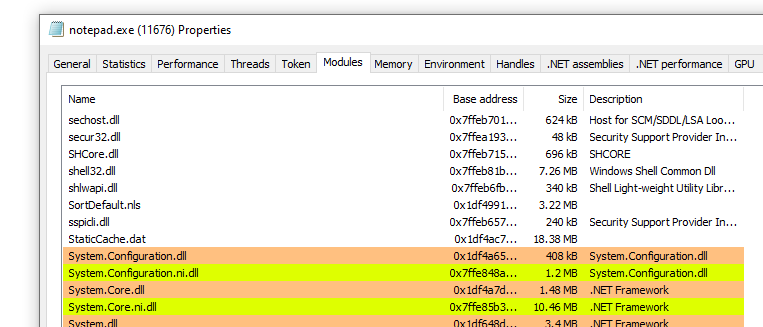 notepad.exe (11676) Properties
General Statistics Performance Threads Token Modules Memory Environment Handles .NET assemblies .NET performance GPU
Name Base address Size Description
sechost.dll 0x7ffeb701... 624 kB Host for SCM/SDDL/LSA Loo...
secur32.dll 0x7ffea193... 48 kB Security Support Provider In...
SHCore.dll 0x7ffeb715... 696 kB SHCORE
shell32.dll 0x7ffeb81b... 7.26 MB Windows Shell Common Dll
shlwapi.dll 0x7ffeb6fb... 340 kB Shell Light-weight Utility Libr...
SortDefault.nls 0x1df4991... 3.22 MB
sspicli.dll 0x7ffeb657... 240 kB Security Support Provider In...
StaticCache.dat 0x1df4ac7... 18.38 MB
System.Configuration.dll 0x1df4a65... 408 kB System.Configuration.dll
System.Configuration.ni.dll 0x7ffe848a... 1.2 MB System.Configuration.dll
System.Core.dll 0x1df4a7d... 1.48 MB .NET Framework
System.Core.ni.dll 0x7ffe85b3... 10.46 MB .NET Framework
System.dll 0x1df648d... 3.4 MB .NET Framework